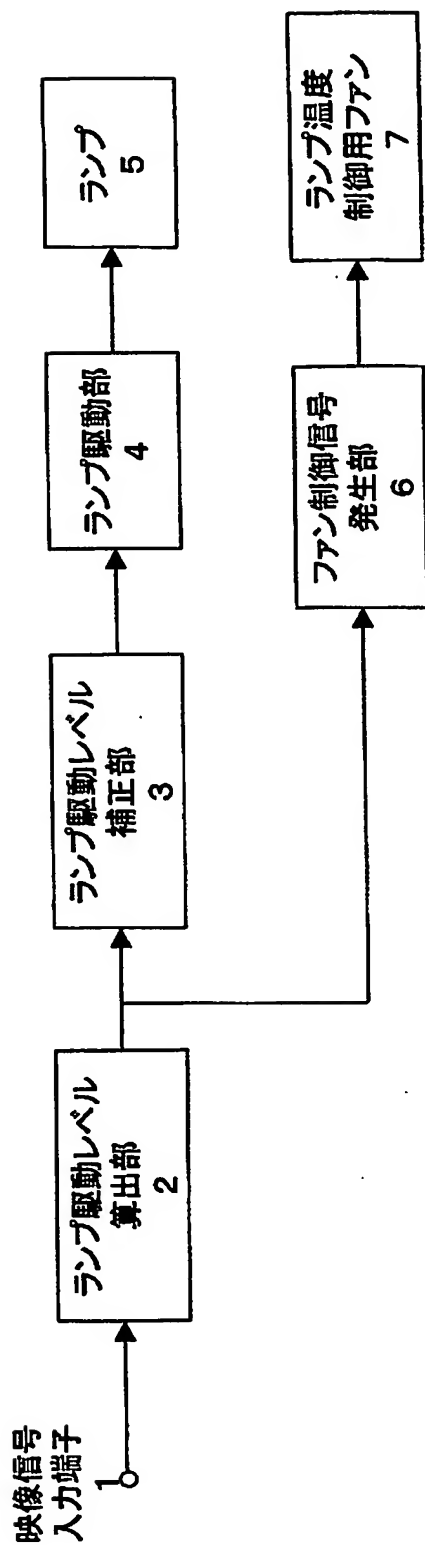 映像信号
入力端子
1
ランプ駆動レベル
算出部
2
ランプ駆動レベル
補正部
3
ランプ駆動部
4
ランプ
5
ファン制御信号
発生部
6
ランプ温度
制御用ファン
7